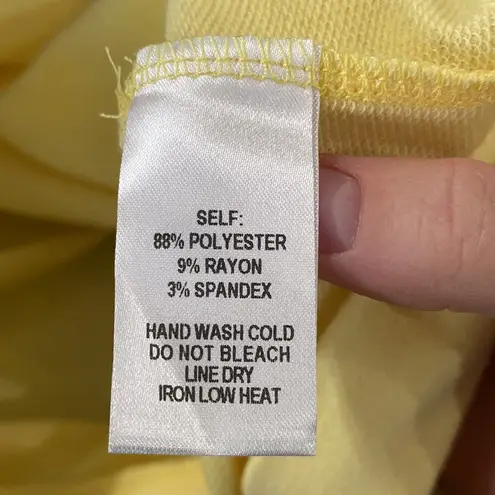 SELF:
88% POLYESTER
9% RAYON
3% SPANDEX
HAND WASH COLD
DO NOT BLEACH
LINE DRY
IRON LOW HEAT